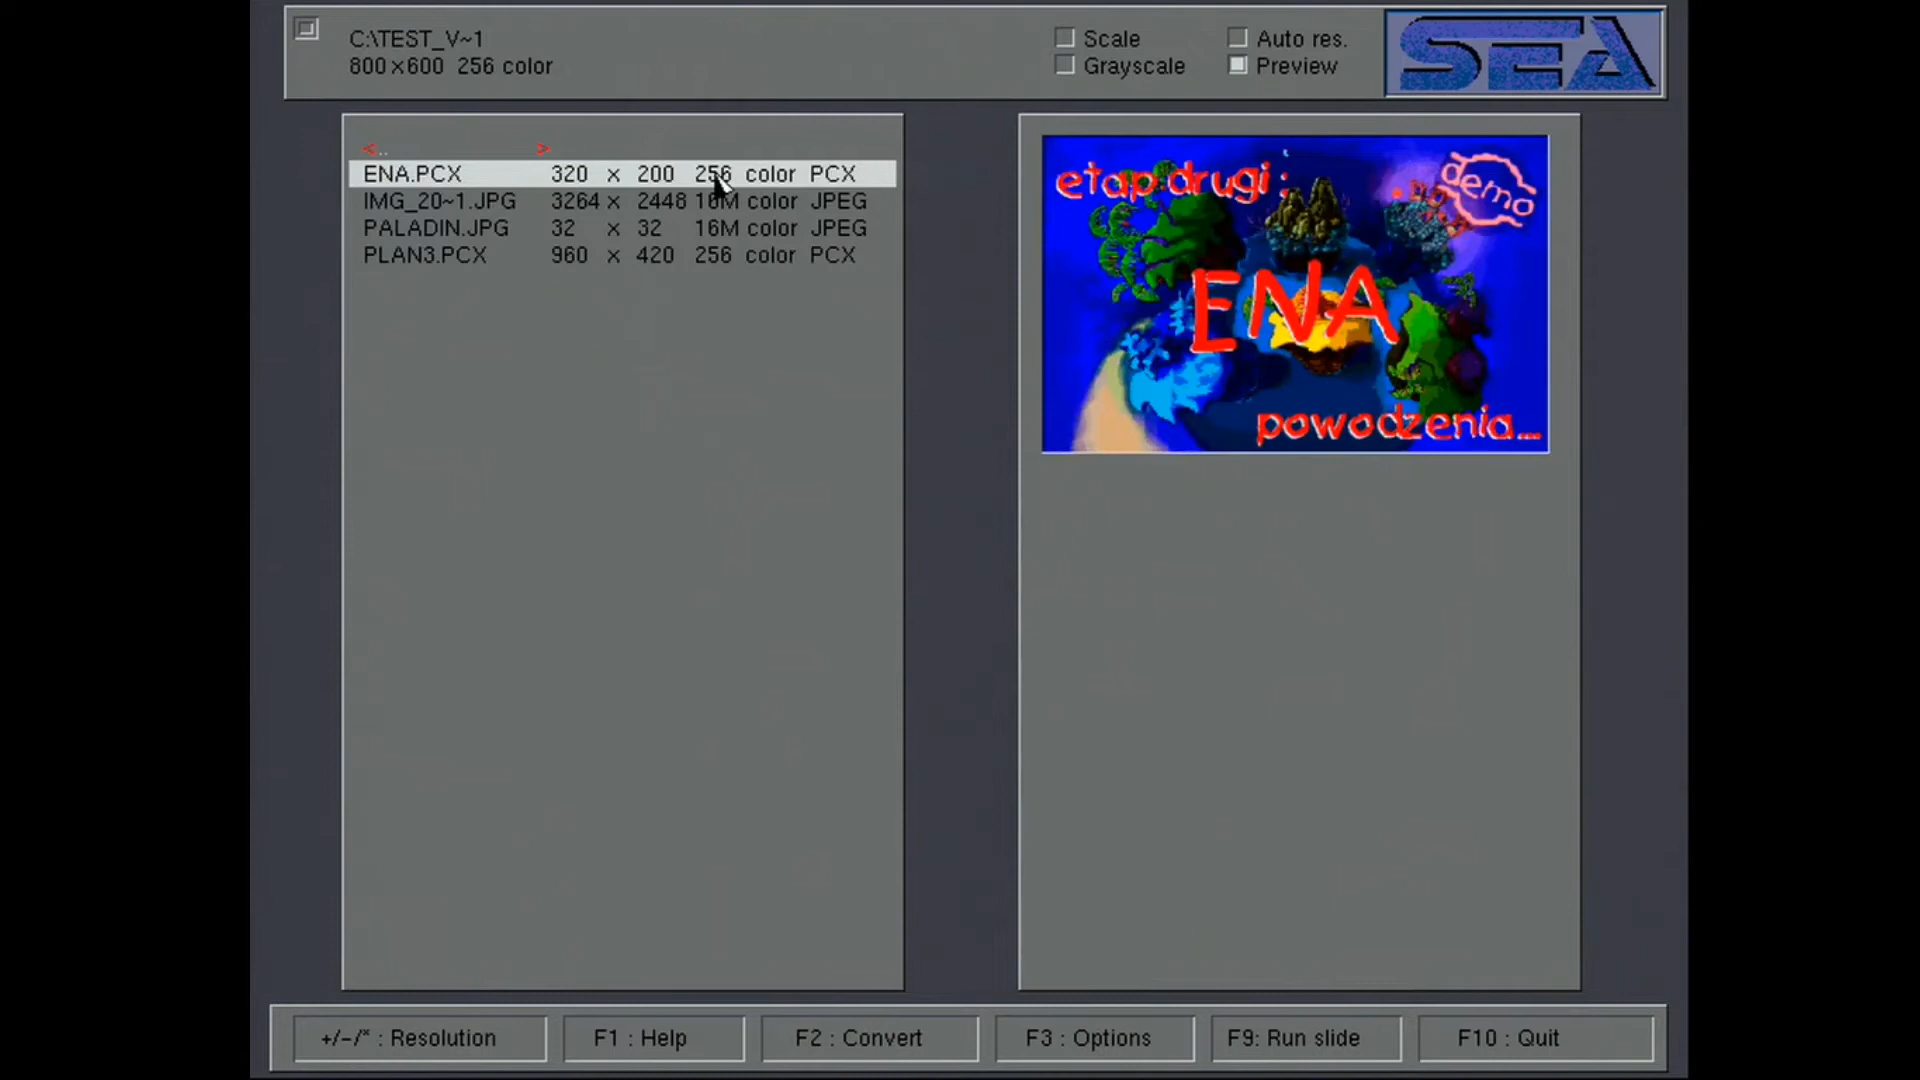 C:\TEST_V~1
800x600 256 color
Scale
Grayscale
Auto res.
Preview
SEA
<.. >
ENA.PCX 320 x 200 256 color PCX
IMG_20~1.JPG 3264 x 2448 16M color JPEG
PALADIN.JPG 32 x 32 16M color JPEG
PLAN3.PCX 960 x 420 256 color PCX
etap drugi :
demo
ENA
powodzenia...
+/-/* : Resolution
F1 : Help
F2 : Convert
F3 : Options
F9: Run slide
F10 : Quit